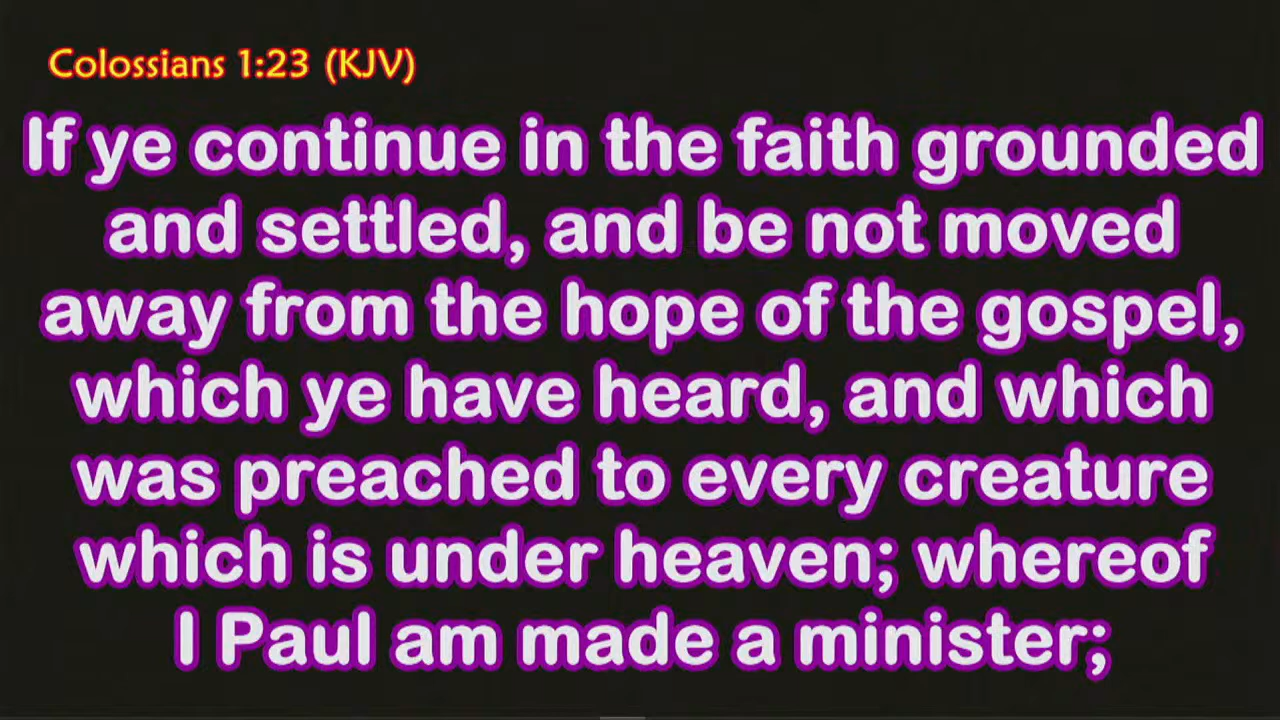 Colossians 1:23 (KJV)
If ye continue in the faith grounded
and settled, and be not moved
away from the hope of the gospel,
which ye have heard, and which
was preached to every creature
which is under heaven; whereof
I Paul am made a minister;